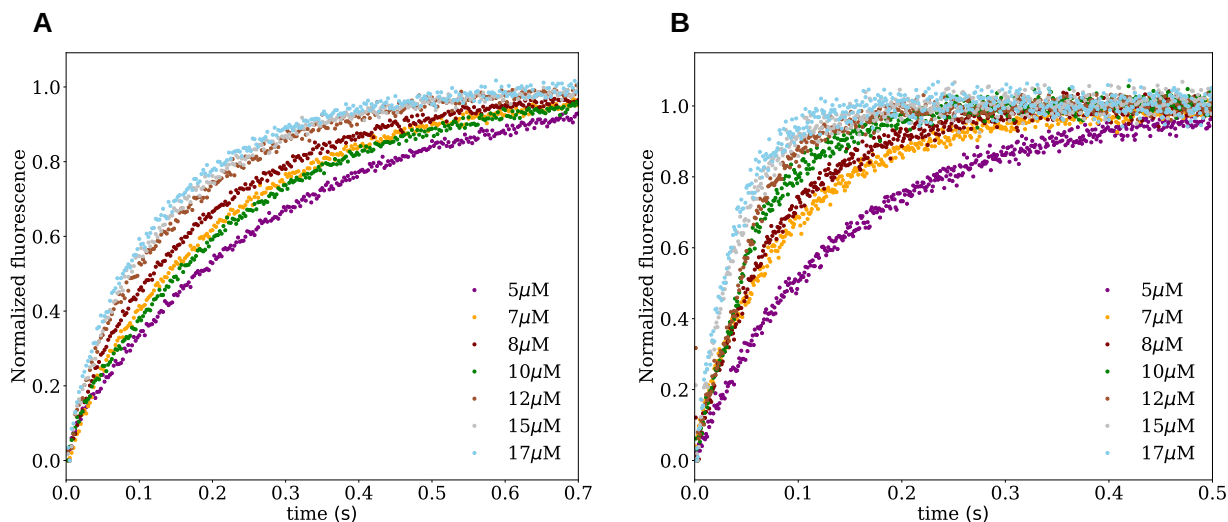 A
Normalized fluorescence
1.0
0.8
0.6
0.4
0.2
0.0
5μM
7μM
8μM
10μM
12μM
15μM
17μM
0.0 0.1 0.2 0.3 0.4 0.5 0.6 0.7
time (s)
B
Normalized fluorescence
1.0
0.8
0.6
0.4
0.2
0.0
5μM
7μM
8μM
10μM
12μM
15μM
17μM
0.0 0.1 0.2 0.3 0.4 0.5
time (s)